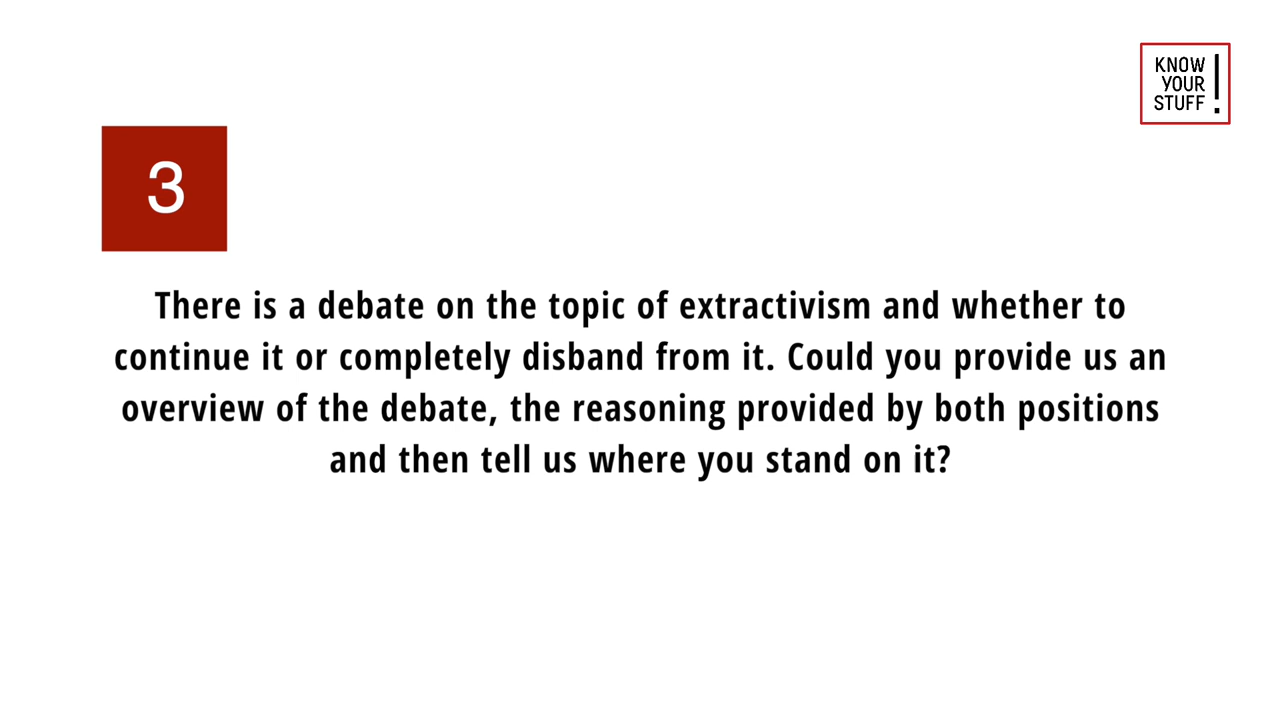 KNOW
YOUR
STUFF !
3
There is a debate on the topic of extractivism and whether to
continue it or completely disband from it. Could you provide us an
overview of the debate, the reasoning provided by both positions
and then tell us where you stand on it?